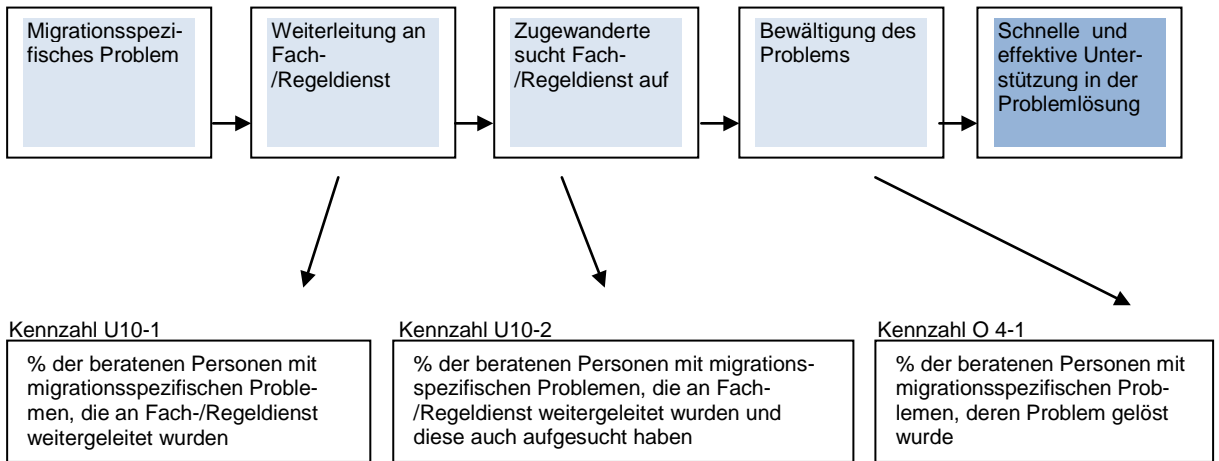 Migrationsspezi-
fisches Problem
Weiterleitung an
Fach-
/Regeldienst
Zugewanderte
sucht Fach-
/Regeldienst auf
Bewältigung des
Problems
Schnelle und
effektive Unter-
stützung in der
Problemlösung
Kennzahl U10-1
% der beratenen Personen mit
migrationsspezifischen Proble-
men, die an Fach-/Regeldienst
weitergeleitet wurden
Kennzahl U10-2
% der beratenen Personen mit migrations-
spezifischen Problemen, die an Fach-
/Regeldienst weitergeleitet wurden und
diese auch aufgesucht haben
Kennzahl O 4-1
% der beratenen Personen mit
migrationsspezifischen Prob-
lemen, deren Problem gelöst
wurde